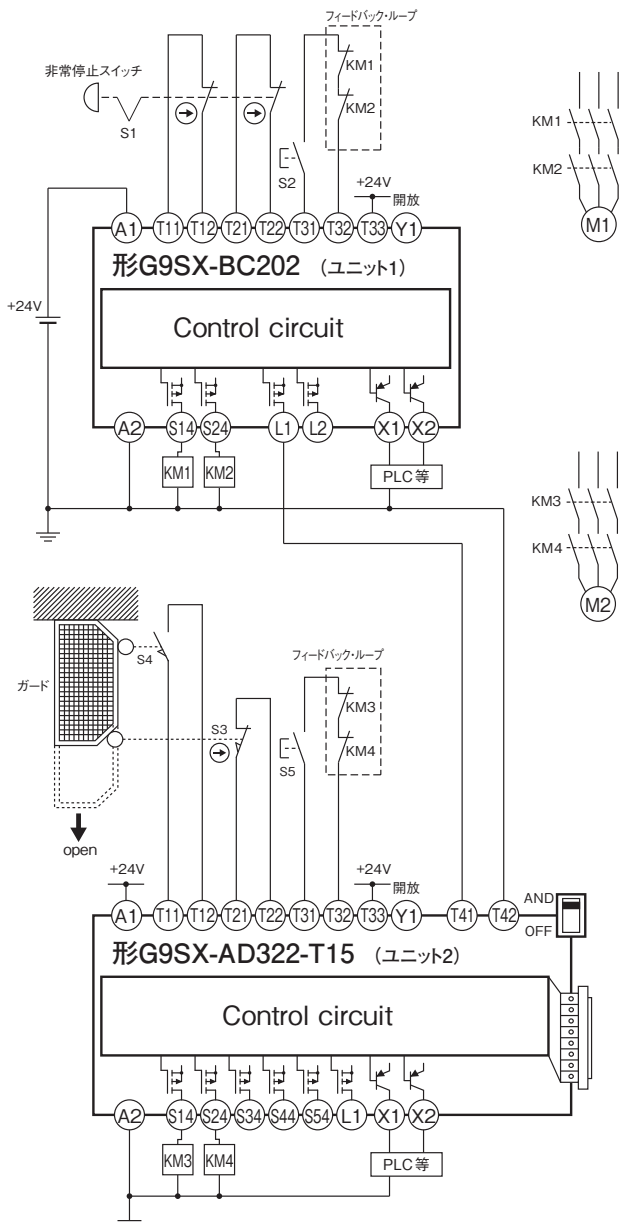 フィードバック・ループ
非常停止スイッチ
KM1
KM2
S1
S2
+24V
開放
A1
T11
T12
T21
T22
T31
T32
T33
Y1
形G9SX-BC202 (ユニット1)
+24V
Control circuit
A2
S14
S24
L1
L2
X1
X2
KM1
KM2
PLC等
KM1
KM2
M1
KM3
KM4
M2
ガード
open
S4
S3
フィードバック・ループ
KM3
KM4
S5
+24V
+24V
開放
A1
T11
T12
T21
T22
T31
T32
T33
Y1
T41
T42
AND
OFF
形G9SX-AD322-T15 (ユニット2)
Control circuit
A2
S14
S24
S34
S44
S54
L1
X1
X2
KM3
KM4
PLC等